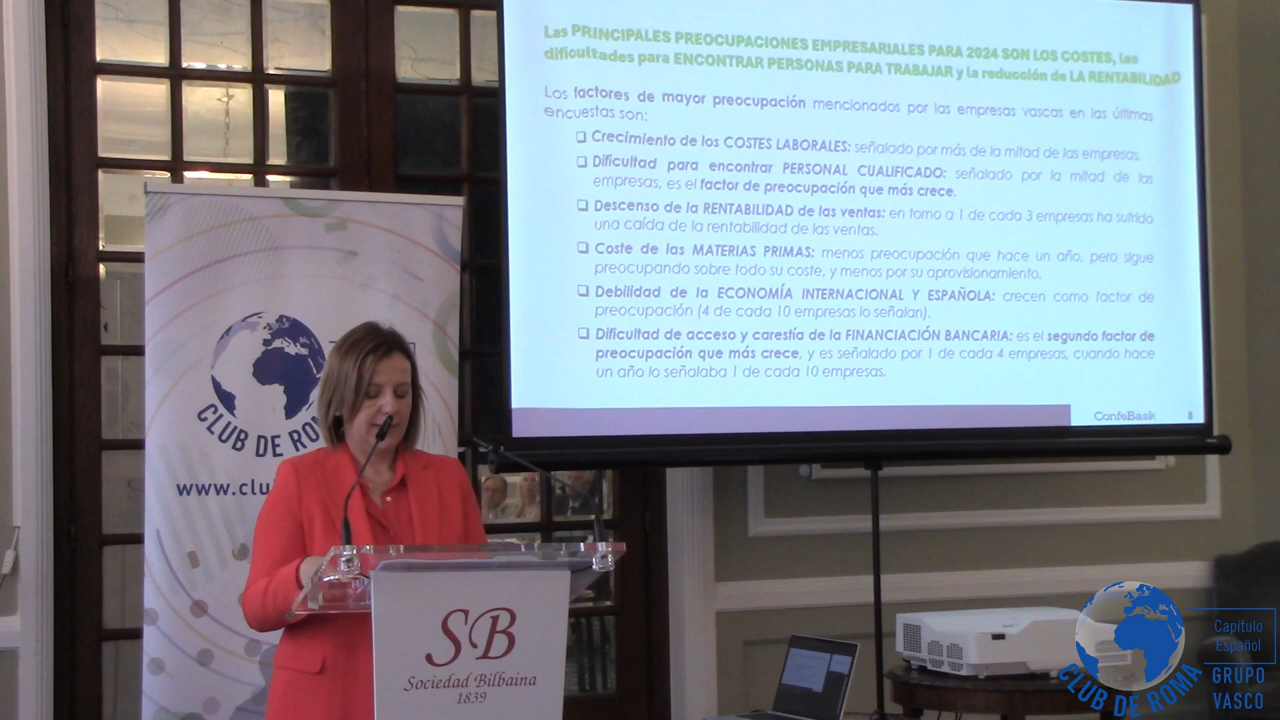 Las PRINCIPALES PREOCUPACIONES EMPRESARIALES PARA 2024 SON LOS COSTES, las
dificultades para ENCONTRAR PERSONAS PARA TRABAJAR y la reducción de LA RENTABILIDAD
Los factores de mayor preocupación mencionados por las empresas vascas en las últimas
encuestas son:
❑ Crecimiento de los COSTES LABORALES: señalado por más de la mitad de las empresas.
❑ Dificultad para encontrar PERSONAL CUALIFICADO: señalado por la mitad de las
empresas, es el factor de preocupación que más crece.
❑ Descenso de la RENTABILIDAD de las ventas: en torno a 1 de cada 3 empresas ha sufrido
una caída de la rentabilidad de las ventas.
❑ Coste de las MATERIAS PRIMAS: menos preocupación que hace un año, pero sigue
preocupando sobre todo su coste, y menos por su aprovisionamiento.
❑ Debilidad de la ECONOMÍA INTERNACIONAL Y ESPAÑOLA: crecen como factor de
preocupación (4 de cada 10 empresas lo señalan).
❑ Dificultad de acceso y carestía de la FINANCIACIÓN BANCARIA: es el segundo factor de
preocupación que más crece, y es señalado por 1 de cada 4 empresas, cuando hace
un año lo señalaba 1 de cada 10 empresas.
ConfeBask 8
CLUB DE RO
www.clu
SB
Sociedad Bilbaina
1839
CLUB DE ROMA
Capítulo
Español
GRUPO
VASCO